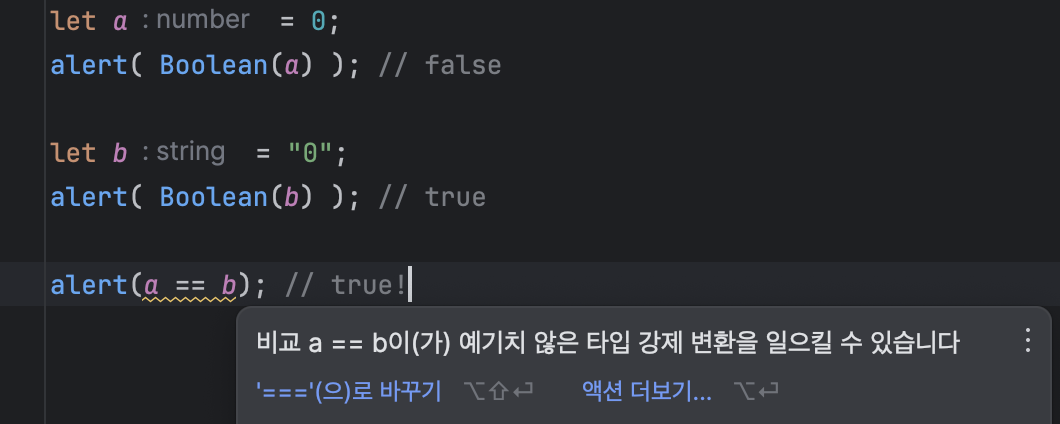 let a : number = 0;
alert( Boolean(a) ); // false
let b : string = "0";
alert( Boolean(b) ); // true
alert(a == b); // true!
비교 a == b이(가) 예기치 않은 타입 강제 변환을 일으킬 수 있습니다
'==='(으)로 바꾸기 ⌥⇧⏎ 액션 더보기... ⌥⏎